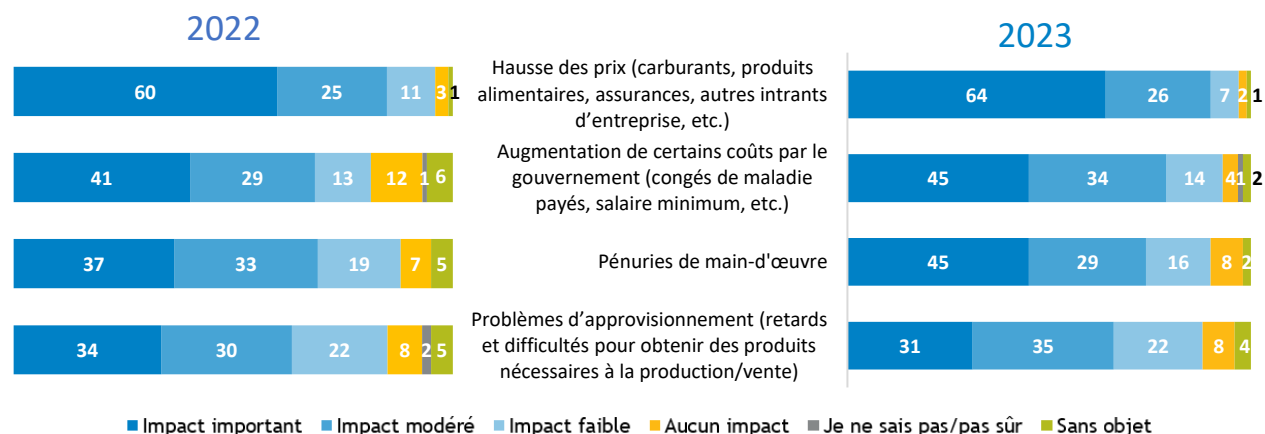 2022
2023
60 25 11 3 1
Hausse des prix (carburants, produits
alimentaires, assurances, autres intrants
d'entreprise, etc.)
64 26 7 2 1
41 29 13 12 1 6
Augmentation de certains coûts par le
gouvernement (congés de maladie
payés, salaire minimum, etc.)
45 34 14 4 1 2
37 33 19 7 5
Pénuries de main-d'œuvre
45 29 16 8 2
34 30 22 8 2 5
Problèmes d'approvisionnement (retards
et difficultés pour obtenir des produits
nécessaires à la production/vente)
31 35 22 8 4
Impact important Impact modéré Impact faible Aucun impact Je ne sais pas/pas sûr Sans objet